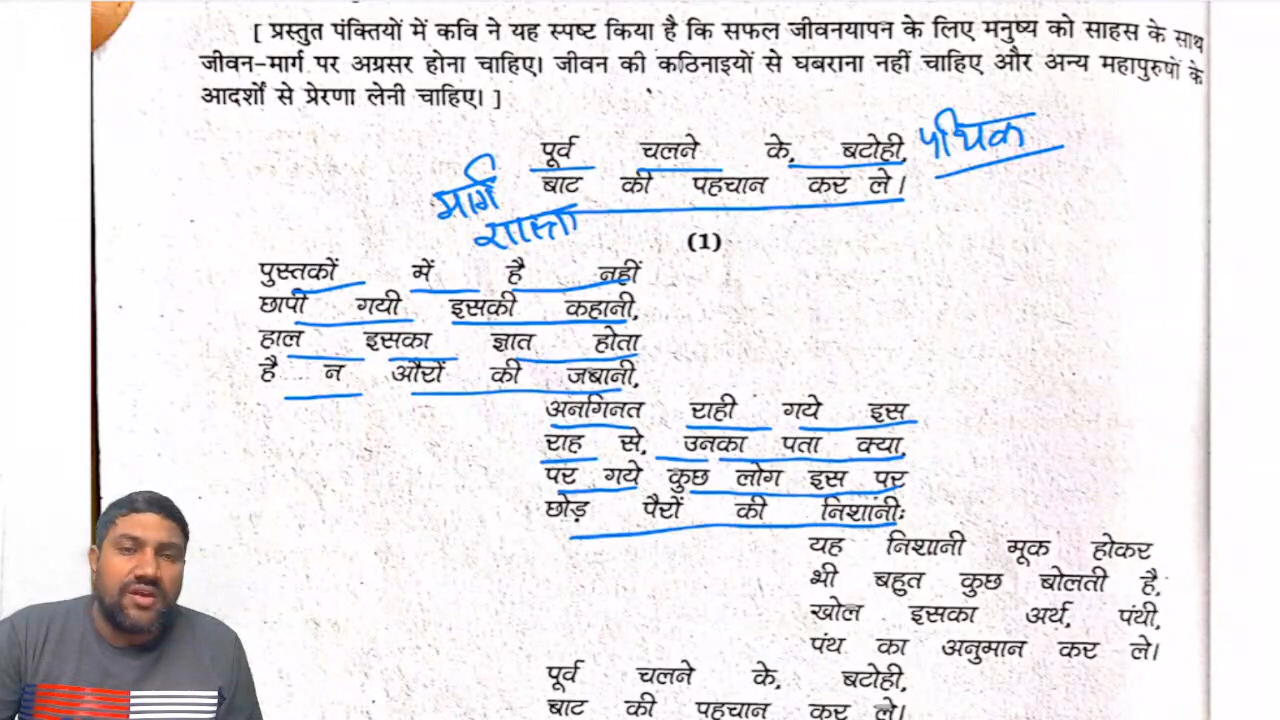 [ प्रस्तुत पंक्तियों में कवि ने यह स्पष्ट किया है कि सफल जीवनयापन के लिए मनुष्य को साहस के साथ
जीवन-मार्ग पर अग्रसर होना चाहिए। जीवन की कठिनाइयों से घबराना नहीं चाहिए और अन्य महापुरुषों के
आदर्शों से प्रेरणा लेनी चाहिए। ]
पूर्व चलने के, बटोही, पथिक
बाट की पहचान कर ले।
मार्ग
रास्ता
(1)
पुस्तकों में है नहीं
छापी गयी इसकी कहानी,
हाल इसका ज्ञात होता
है न औरों की जबानी,
अनगिनत राही गये इस
राह से, उनका पता क्या,
पर गये कुछ लोग इस पर
छोड़ पैरों की निशानीः
यह निशानी मूक होकर
भी बहुत कुछ बोलती है,
खोल इसका अर्थ, पंथी,
पंथ का अनुमान कर ले।
पूर्व चलने के, बटोही,
बाट की पहचान कर ले।